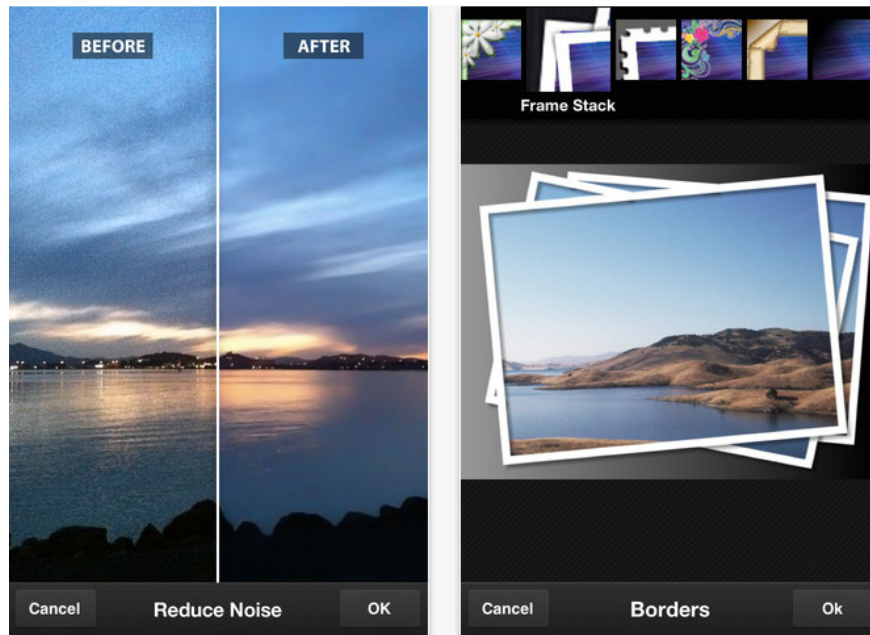 BEFORE
AFTER
Cancel
Reduce Noise
OK
Frame Stack
Cancel
Borders
Ok